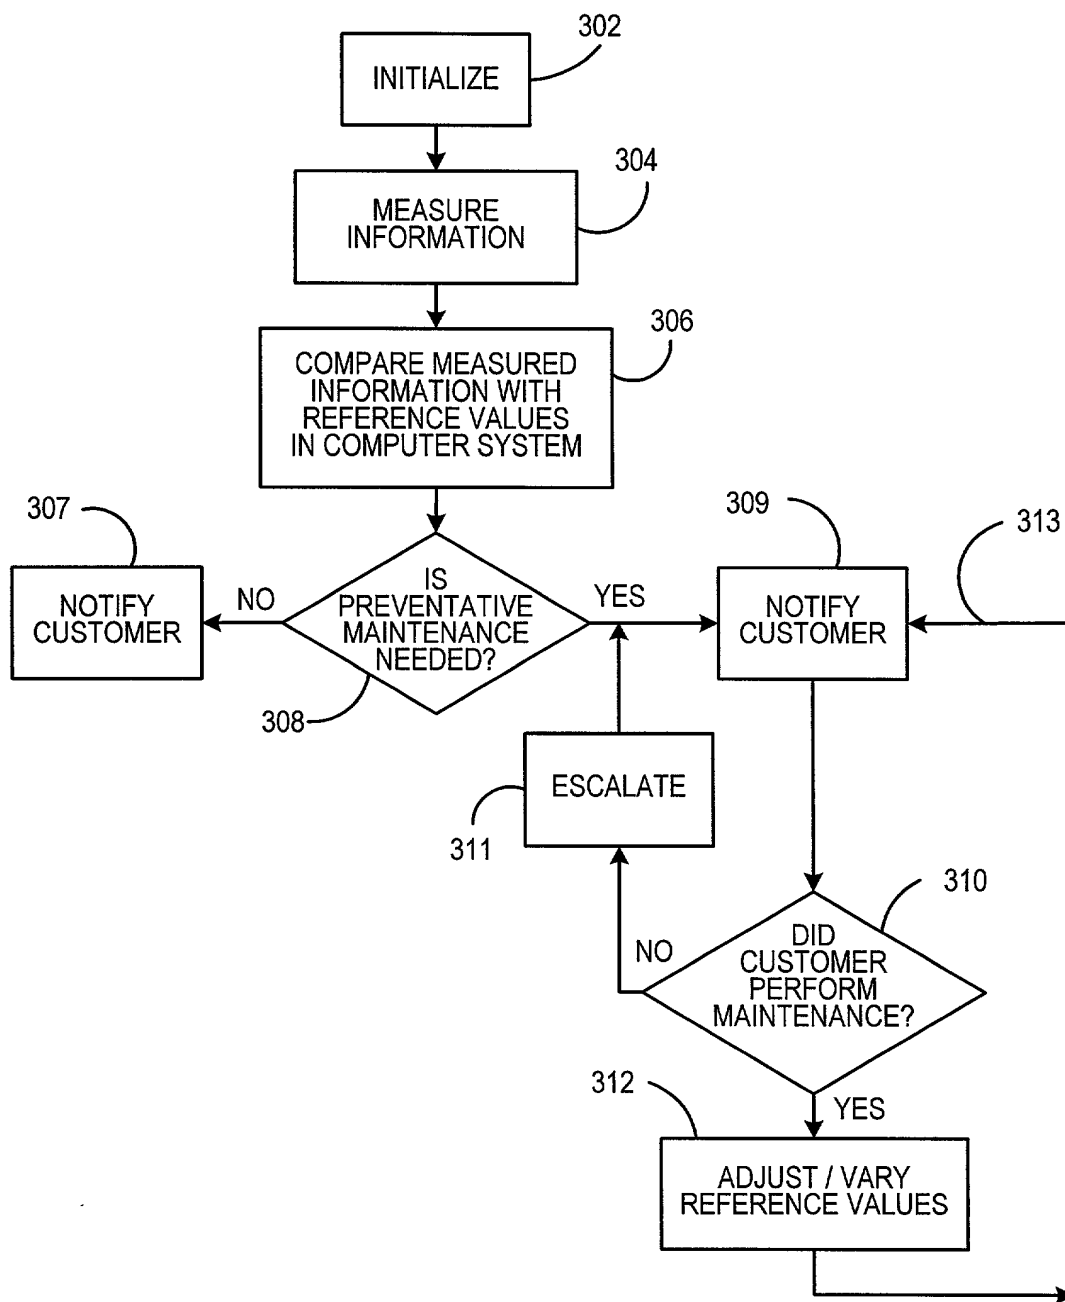 302
INITIALIZE
304
MEASURE
INFORMATION
306
COMPARE MEASURED
INFORMATION WITH
REFERENCE VALUES
IN COMPUTER SYSTEM
307
NOTIFY
CUSTOMER
NO
IS
PREVENTATIVE
MAINTENANCE
NEEDED?
308
YES
309
NOTIFY
CUSTOMER
313
ESCALATE
311
310
NO
DID
CUSTOMER
PERFORM
MAINTENANCE?
YES
312
ADJUST / VARY
REFERENCE VALUES